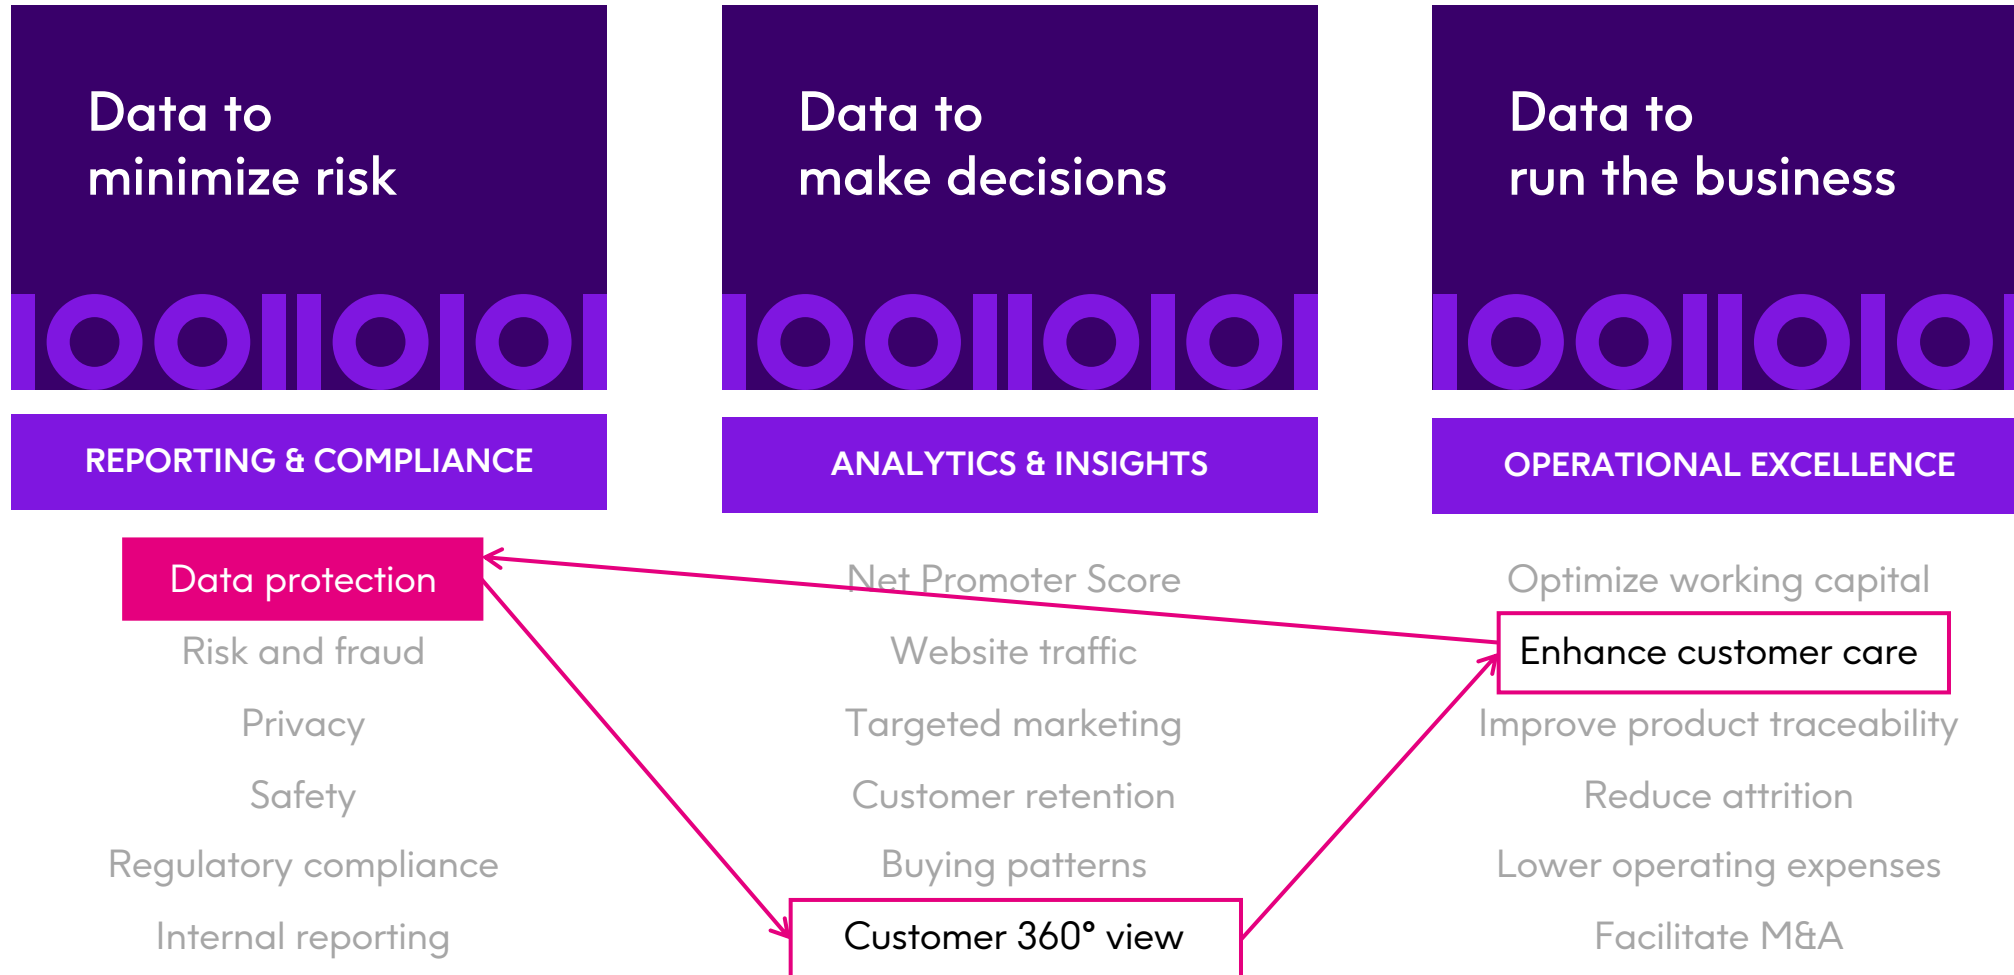 Data to
minimize risk
REPORTING & COMPLIANCE
Data protection
Risk and fraud
Privacy
Safety
Regulatory compliance
Internal reporting
Data to
make decisions
ANALYTICS & INSIGHTS
Net Promoter Score
Website traffic
Targeted marketing
Customer retention
Buying patterns
Customer 360° view
Data to
run the business
OPERATIONAL EXCELLENCE
Optimize working capital
Enhance customer care
Improve product traceability
Reduce attrition
Lower operating expenses
Facilitate M&A